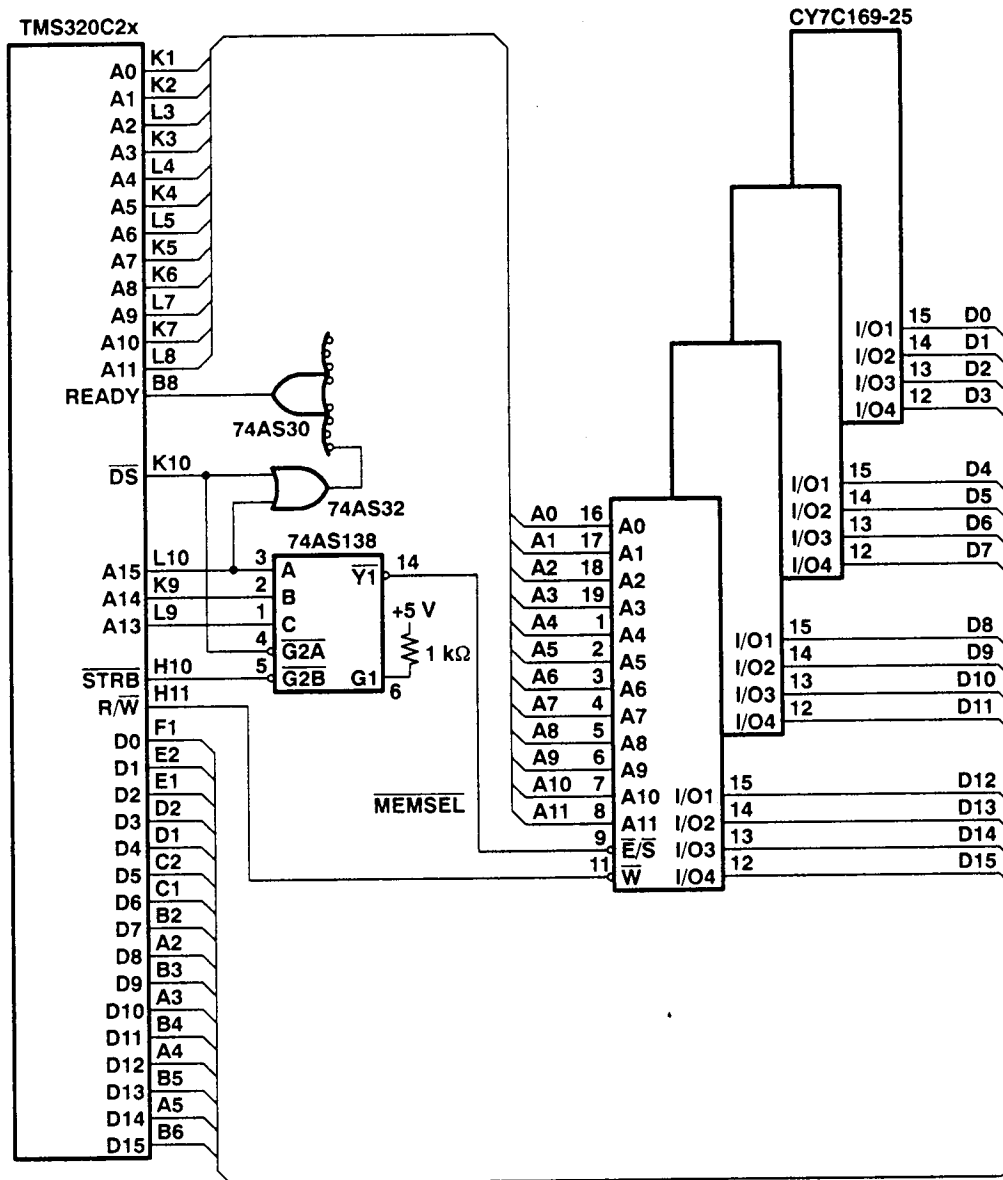 TMS320C2x
CY7C169-25
A0 K1
A1 K2
A2 L3
A3 K3
A4 L4
A5 K4
A6 L5
A7 K5
A8 K6
A9 L7
A10 K7
A11 L8
READY B8
74AS30
DS K10
74AS32
74AS138
A15 L10 3 A Y1 14
A14 K9 2 B
A13 L9 1 C
+5 V
1 kΩ
4 G2A
STRB H10 5 G2B G1 6
R/W H11
D0 F1
D1 E2
D2 E1
D3 D2
D4 D1
D5 C2
D6 C1
D7 B2
D8 A2
D9 B3
D10 A3
D11 B4
D12 A4
D13 B5
D14 A5
D15 B6
MEMSEL
I/O1 15 D0
I/O2 14 D1
I/O3 13 D2
I/O4 12 D3
I/O1 15 D4
I/O2 14 D5
I/O3 13 D6
I/O4 12 D7
I/O1 15 D8
I/O2 14 D9
I/O3 13 D10
I/O4 12 D11
A0 16 A0
A1 17 A1
A2 18 A2
A3 19 A3
A4 1 A4
A5 2 A5
A6 3 A6
A7 4 A7
A8 5 A8
A9 6 A9
A10 7 A10 I/O1 15 D12
A11 8 A11 I/O2 14 D13
9 E/S I/O3 13 D14
11 W I/O4 12 D15